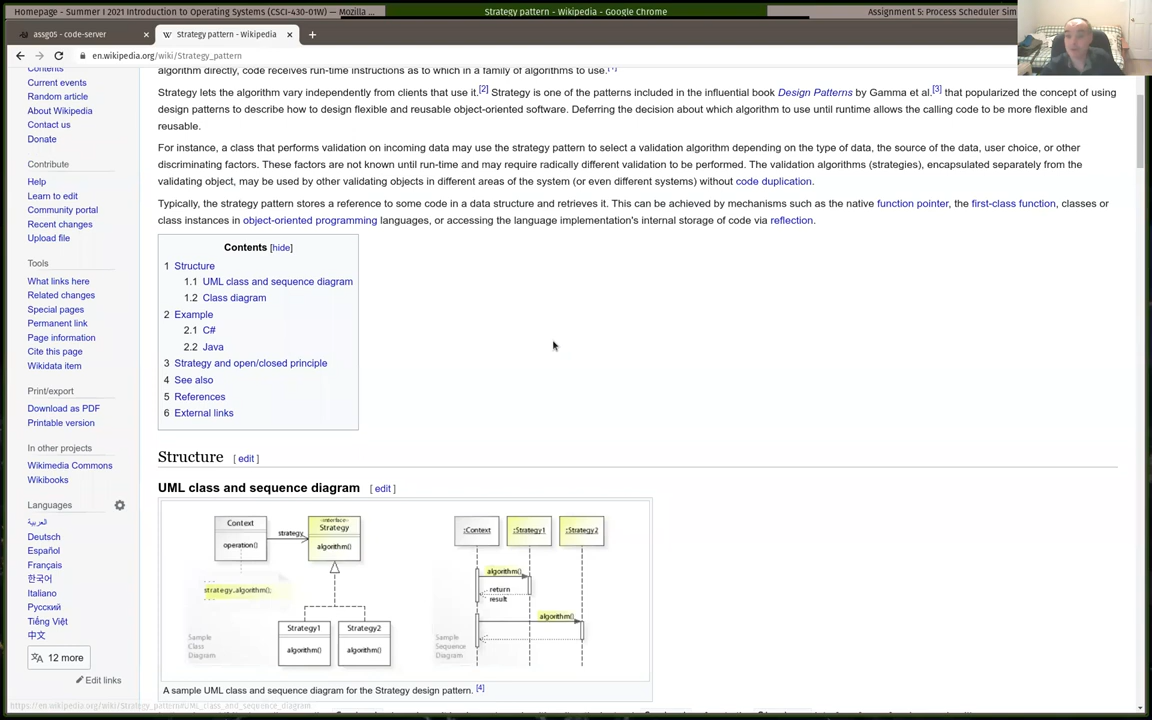 Homepage - Summer I 2021 Introduction to Operating Systems (CSCI-430-01W) — Mozilla ...
Strategy pattern - Wikipedia - Google Chrome
Assignment 5: Process Scheduler Sim
asg05 - code-server
Strategy pattern - Wikipedia
en.wikipedia.org/wiki/Strategy_pattern
Contents
Current events
Random article
About Wikipedia
Contact us
Donate
Contribute
Help
Learn to edit
Community portal
Recent changes
Upload file
Tools
What links here
Related changes
Special pages
Permanent link
Page information
Cite this page
Wikidata item
Print/export
Download as PDF
Printable version
In other projects
Wikimedia Commons
Wikibooks
Languages
العربية
Deutsch
Español
Français
한국어
Italiano
Русский
Tiếng Việt
中文
12 more
Edit links
algorithm directly, code receives run-time instructions as to which in a family of algorithms to use.[1]
Strategy lets the algorithm vary independently from clients that use it.[2] Strategy is one of the patterns included in the influential book Design Patterns by Gamma et al.[3] that popularized the concept of using
design patterns to describe how to design flexible and reusable object-oriented software. Deferring the decision about which algorithm to use until runtime allows the calling code to be more flexible and
reusable.
For instance, a class that performs validation on incoming data may use the strategy pattern to select a validation algorithm depending on the type of data, the source of the data, user choice, or other
discriminating factors. These factors are not known until run-time and may require radically different validation to be performed. The validation algorithms (strategies), encapsulated separately from the
validating object, may be used by other validating objects in different areas of the system (or even different systems) without code duplication.
Typically, the strategy pattern stores a reference to some code in a data structure and retrieves it. This can be achieved by mechanisms such as the native function pointer, the first-class function, classes or
class instances in object-oriented programming languages, or accessing the language implementation's internal storage of code via reflection.
Contents [hide]
1 Structure
1.1 UML class and sequence diagram
1.2 Class diagram
2 Example
2.1 C#
2.2 Java
3 Strategy and open/closed principle
4 See also
5 References
6 External links
Structure [ edit ]
UML class and sequence diagram [ edit ]
Context
operation()
strategy
«interface»
Strategy
algorithm()
strategy.algorithm();
Strategy1
algorithm()
Strategy2
algorithm()
Sample
Class
Diagram
:Context
:Strategy1
:Strategy2
algorithm()
return
result
algorithm()
Sample
Sequence
Diagram
A sample UML class and sequence diagram for the Strategy design pattern. [4]
https://en.wikipedia.org/wiki/Strategy_pattern#UML_class_and_sequence_diagram